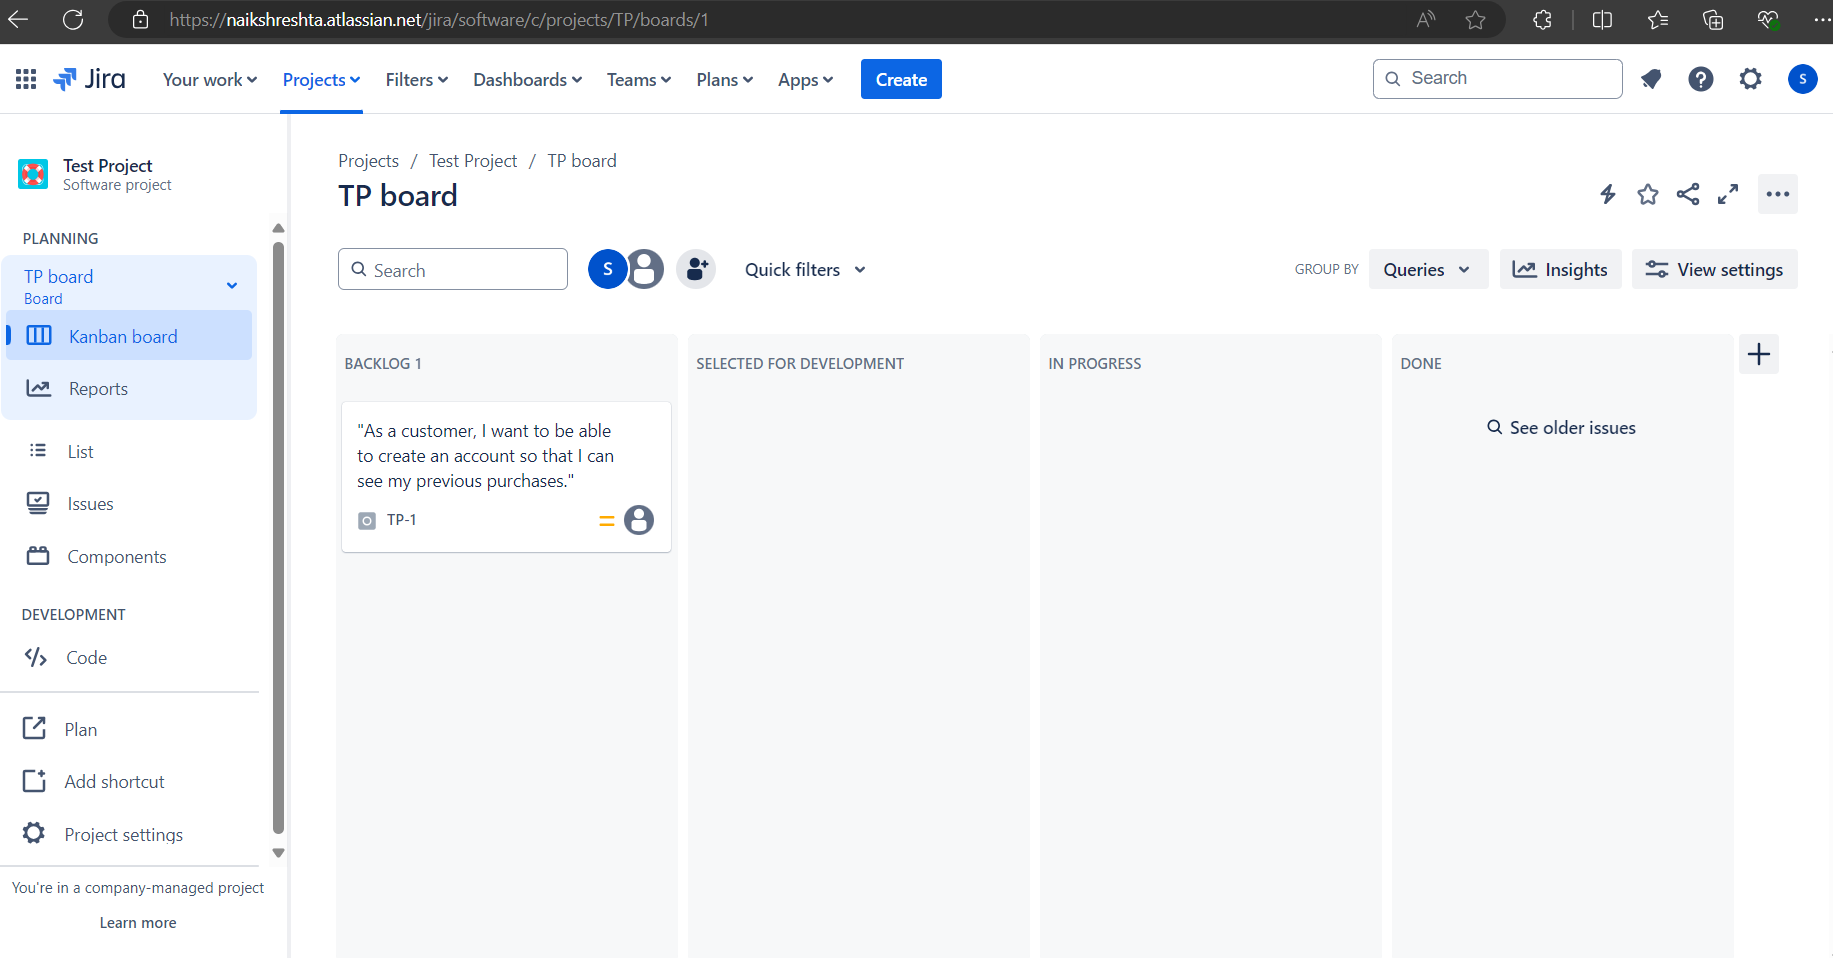 https://naikshreshta.atlassian.net/jira/software/c/projects/TP/boards/1
Jira
Your work
Projects
Filters
Dashboards
Teams
Plans
Apps
Create
Search
S
Test Project
Software project
PLANNING
TP board
Board
Kanban board
Reports
List
Issues
Components
DEVELOPMENT
Code
Plan
Add shortcut
Project settings
You're in a company-managed project
Learn more
Projects / Test Project / TP board
TP board
Search
S
Quick filters
GROUP BY
Queries
Insights
View settings
BACKLOG 1
SELECTED FOR DEVELOPMENT
IN PROGRESS
DONE
"As a customer, I want to be able
to create an account so that I can
see my previous purchases."
TP-1
See older issues